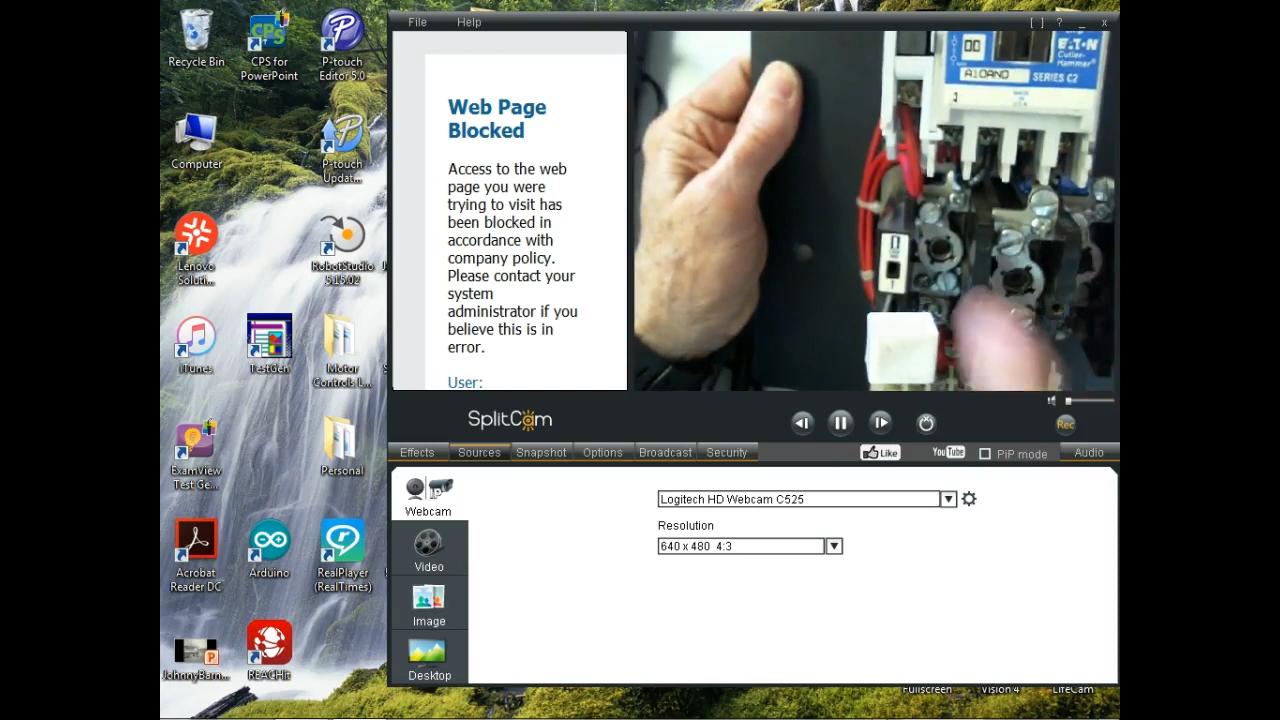 File Help
[ ] ? _ x
Recycle Bin
CPS for
PowerPoint
P-touch
Editor 5.0
Computer
P-touch
Updat...
Lenovo
Soluti...
RobotStudio
5.15.02
iTunes
TestGen
Motor
Controls L...
ExamView
Test Ge...
Personal
Acrobat
Reader DC
Arduino
RealPlayer
(RealTimes)
JohnnyBarn...
REACHit
Web Page
Blocked
Access to the web
page you were
trying to visit has
been blocked in
accordance with
company policy.
Please contact your
system
administrator if you
believe this is in
error.
User:
EATON
Cutler-
Hammer
A10AN0 SERIES C2
SplitCam
Rec
Effects Sources Snapshot Options Broadcast Security Like YouTube PiP mode Audio
Webcam
Video
Image
Desktop
Logitech HD Webcam C525
Resolution
640 x 480 4:3
Fullscreen Vision 4 LifeCam